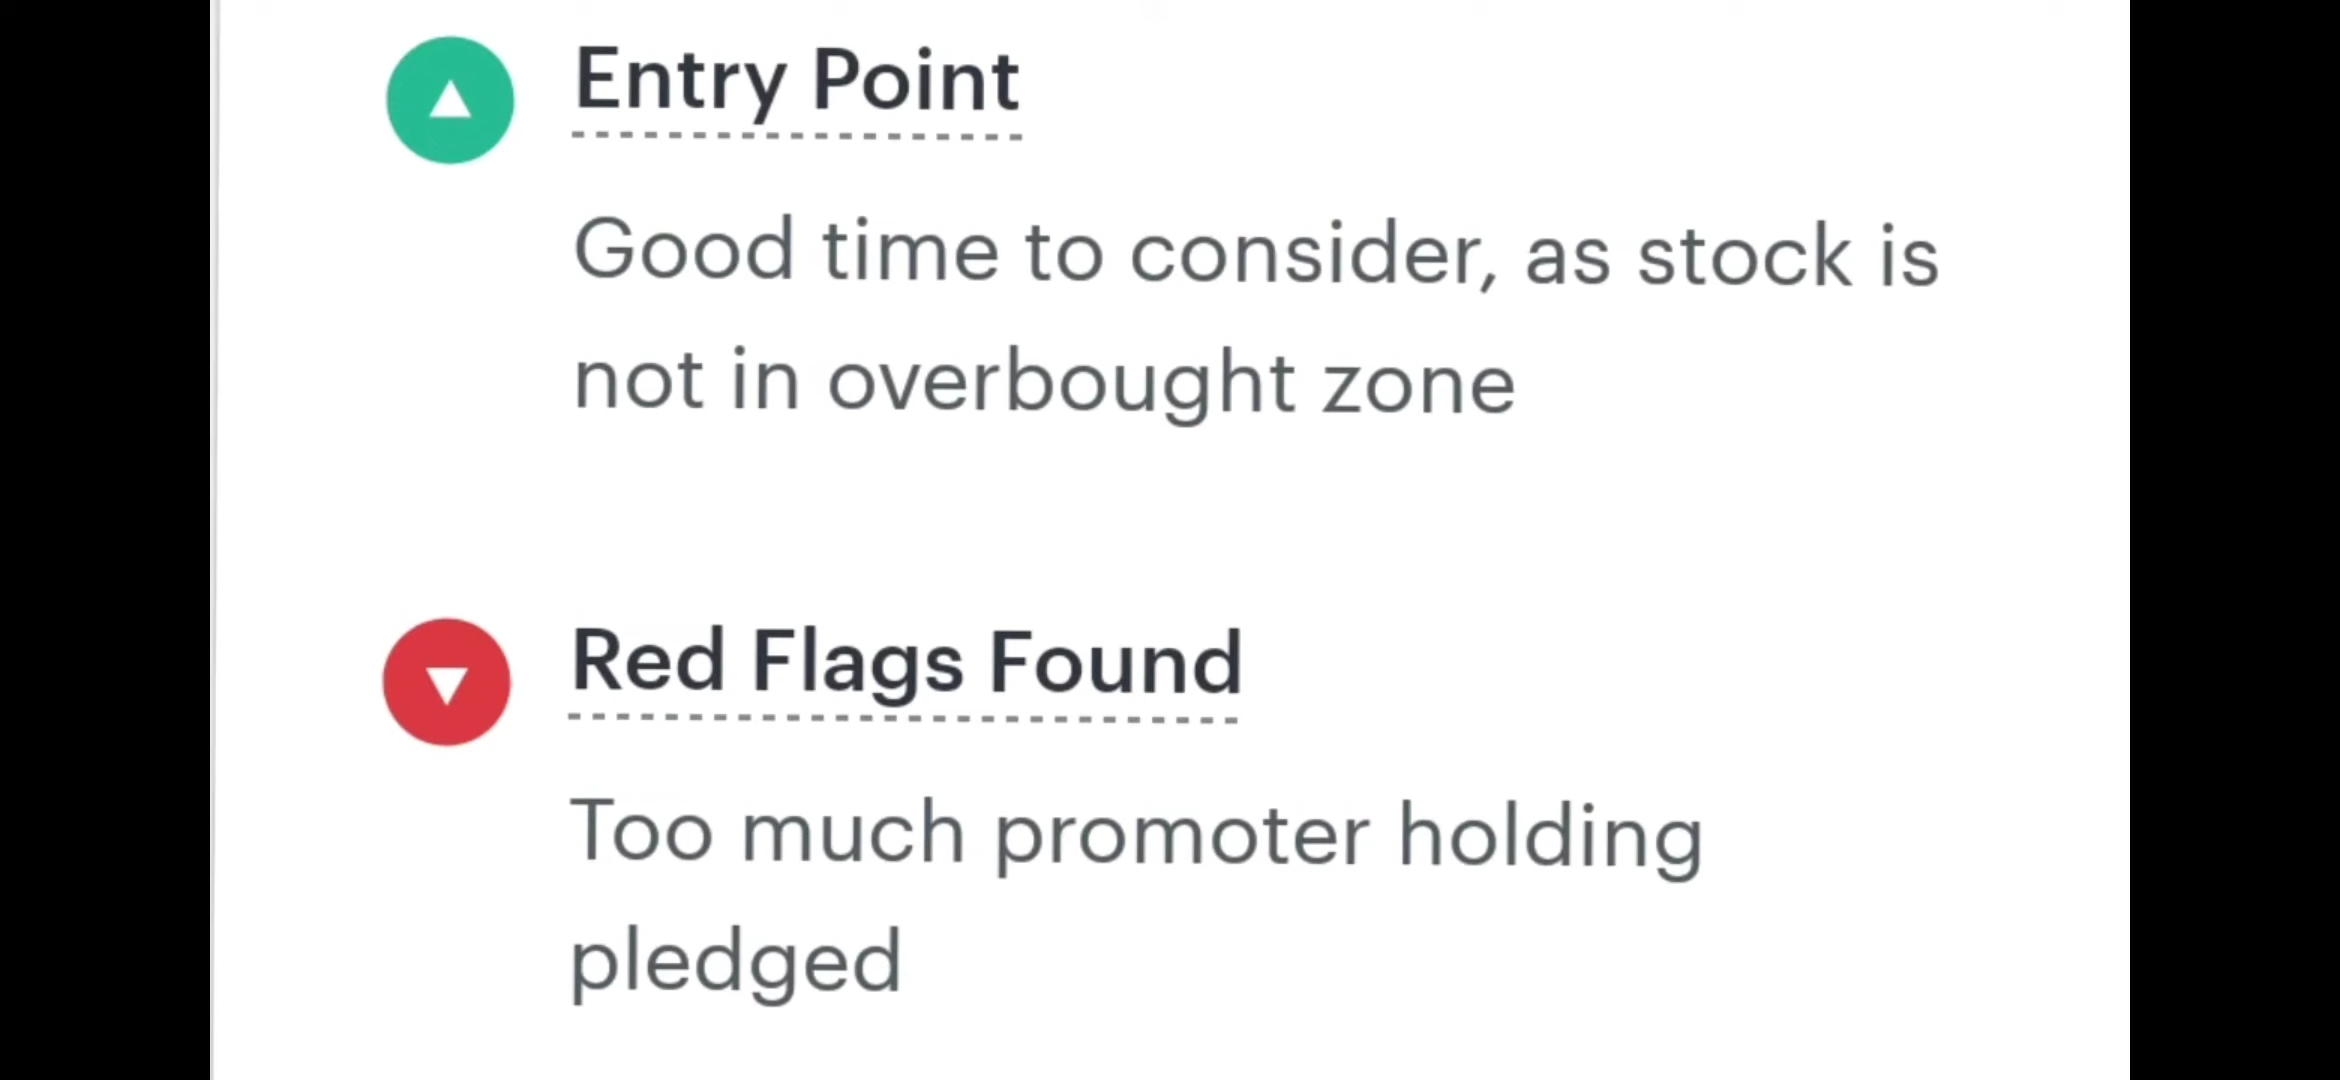 Entry Point
Good time to consider, as stock is
not in overbought zone
Red Flags Found
Too much promoter holding
pledged